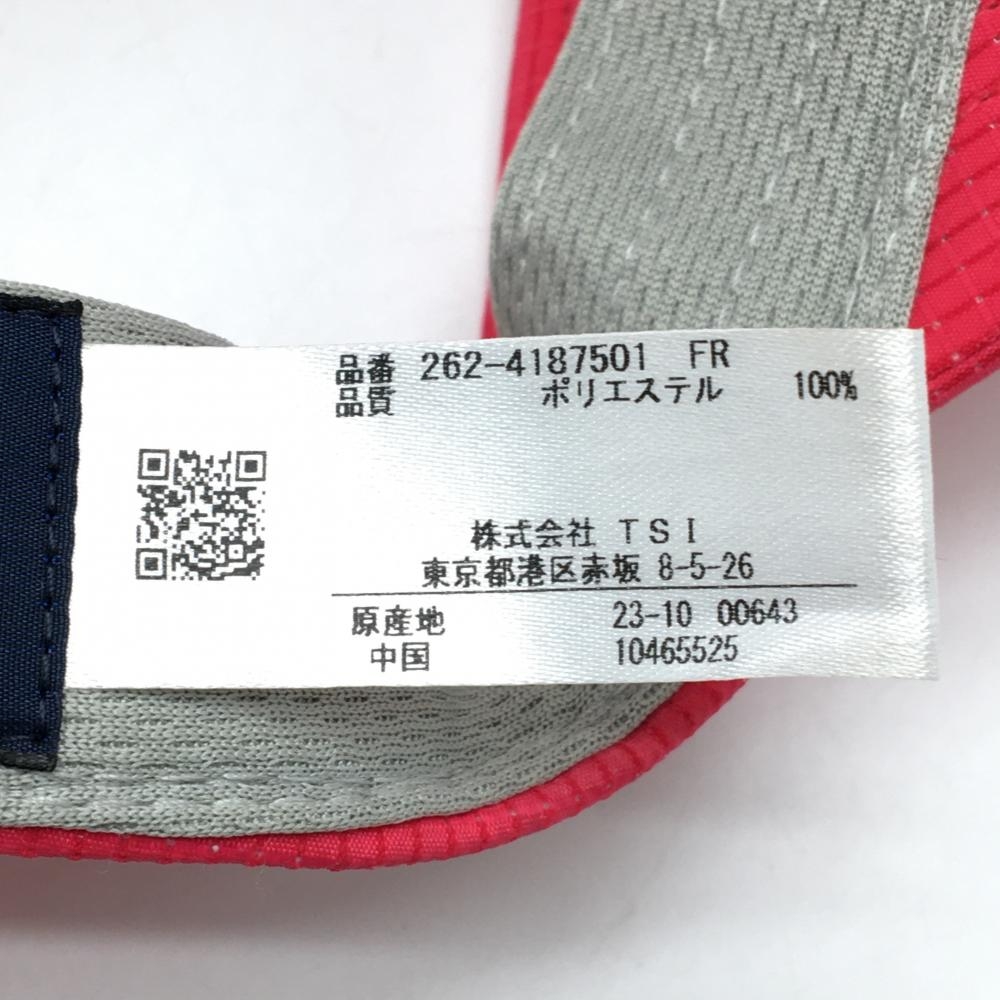 品番 262-4187501 FR
品質 ポリエステル 100%
株式会社 TSI
東京都港区赤坂 8-5-26
原産地 23-10 00643
中国 10465525